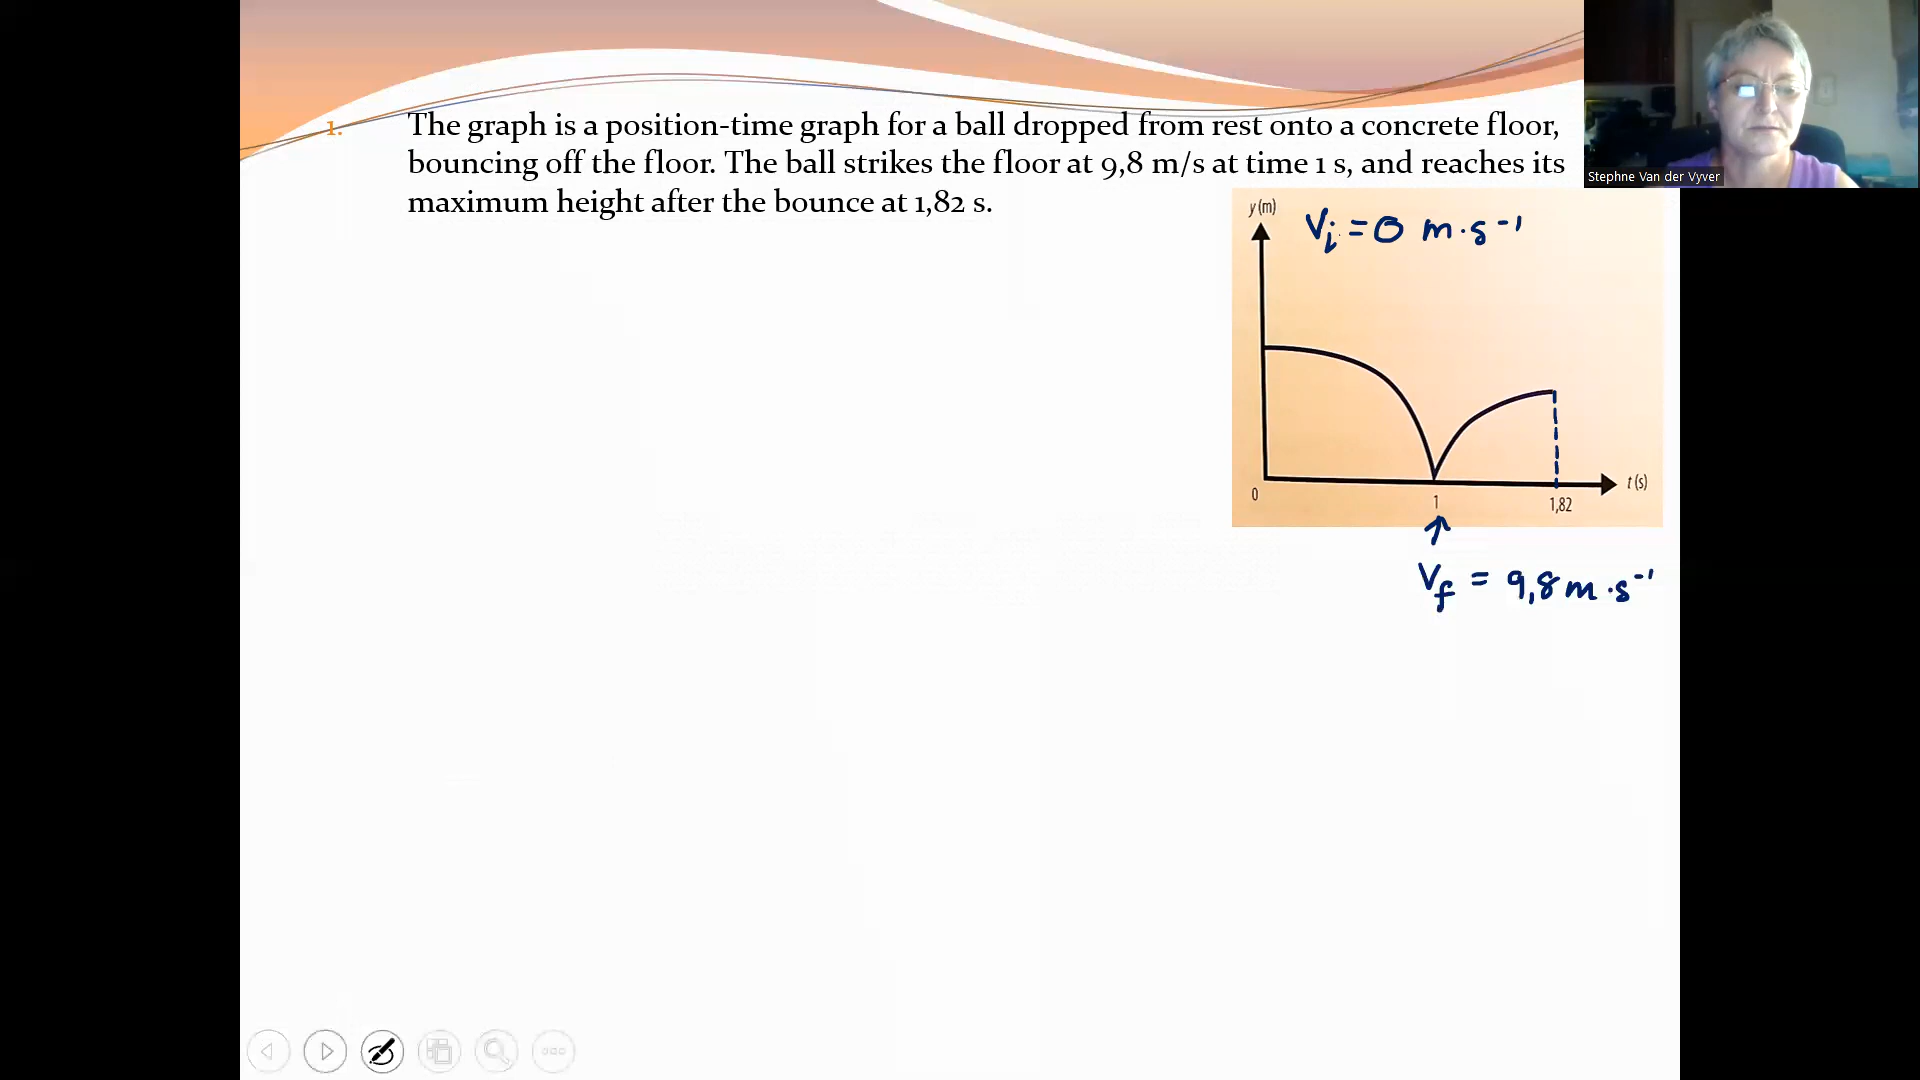 1. The graph is a position-time graph for a ball dropped from rest onto a concrete floor,
bouncing off the floor. The ball strikes the floor at 9,8 m/s at time 1 s, and reaches its
maximum height after the bounce at 1,82 s.
Stephne Van der Vyver
y (m)
Vi = 0 m·s⁻¹
0
1
1,82
t (s)
Vf = 9,8 m·s⁻¹